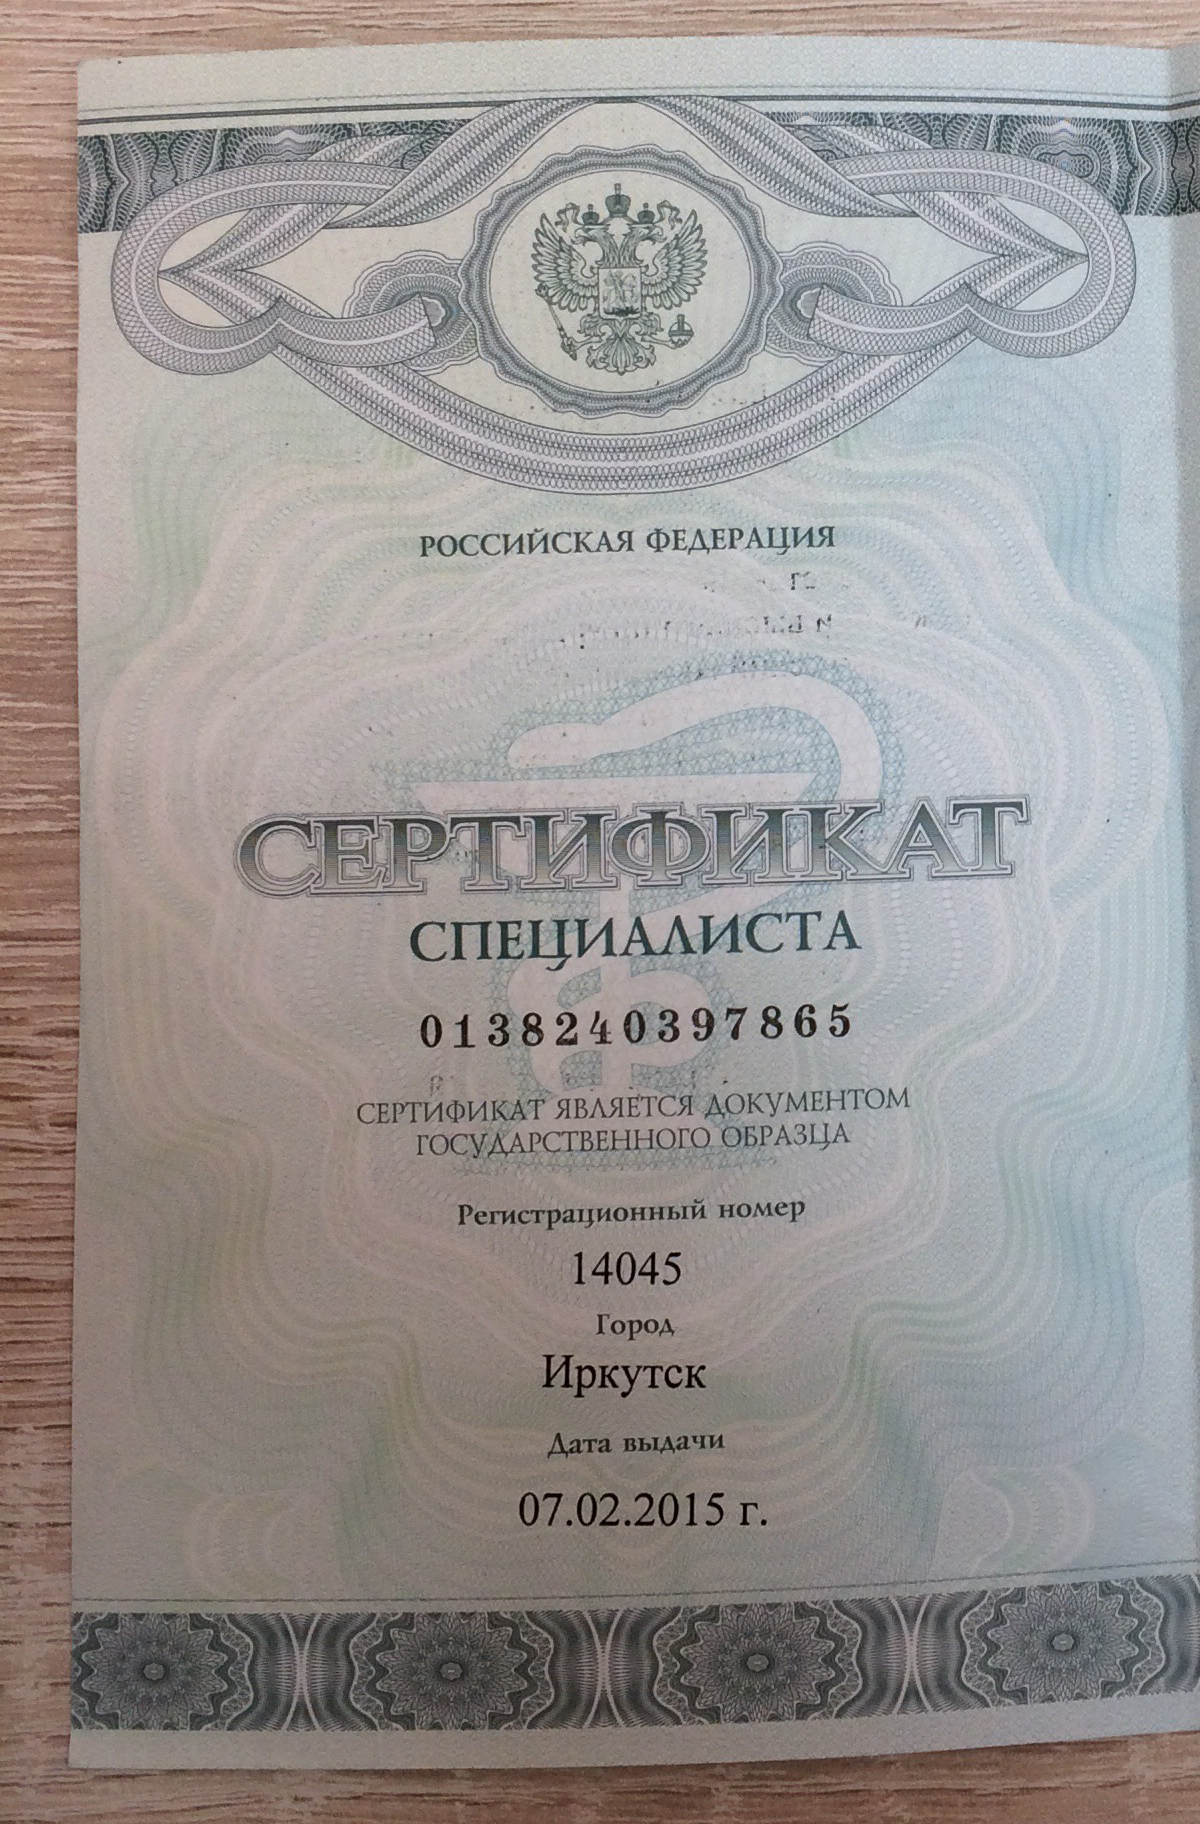 РОССИЙСКАЯ ФЕДЕРАЦИЯ
СЕРТИФИКАТ
СПЕЦИАЛИСТА
0138240397865
СЕРТИФИКАТ ЯВЛЯЕТСЯ ДОКУМЕНТОМ
ГОСУДАРСТВЕННОГО ОБРАЗЦА
Регистрационный номер
14045
Город
Иркутск
Дата выдачи
07.02.2015 г.